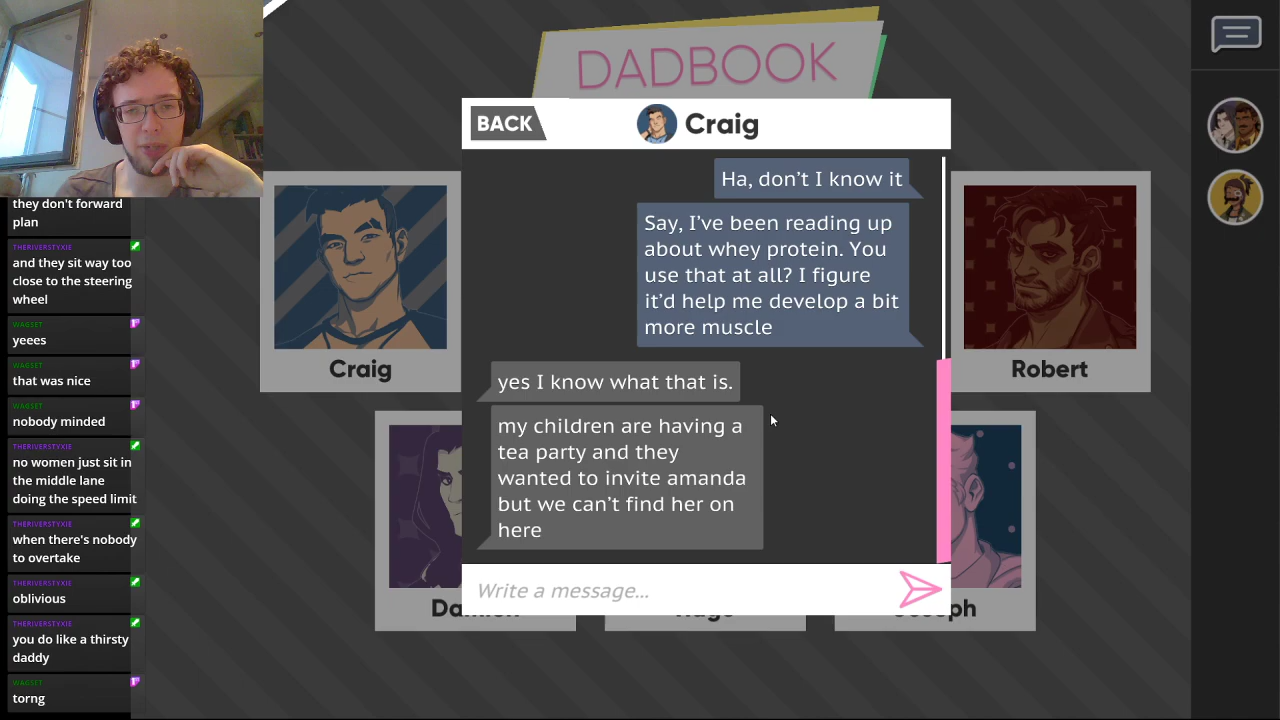 DADBOOK
BACK
Craig
Ha, don't I know it
Say, I've been reading up
about whey protein. You
use that at all? I figure
it'd help me develop a bit
more muscle
yes I know what that is.
my children are having a
tea party and they
wanted to invite amanda
but we can't find her on
here
Write a message...
Craig
Robert
they don't forward
plan
THERIVERSTYXIE
and they sit way too
close to the steering
wheel
WAGSET
yeees
WAGSET
that was nice
WAGSET
nobody minded
THERIVERSTYXIE
no women just sit in
the middle lane
doing the speed limit
THERIVERSTYXIE
when there's nobody
to overtake
THERIVERSTYXIE
oblivious
THERIVERSTYXIE
you do like a thirsty
daddy
WAGSET
torng